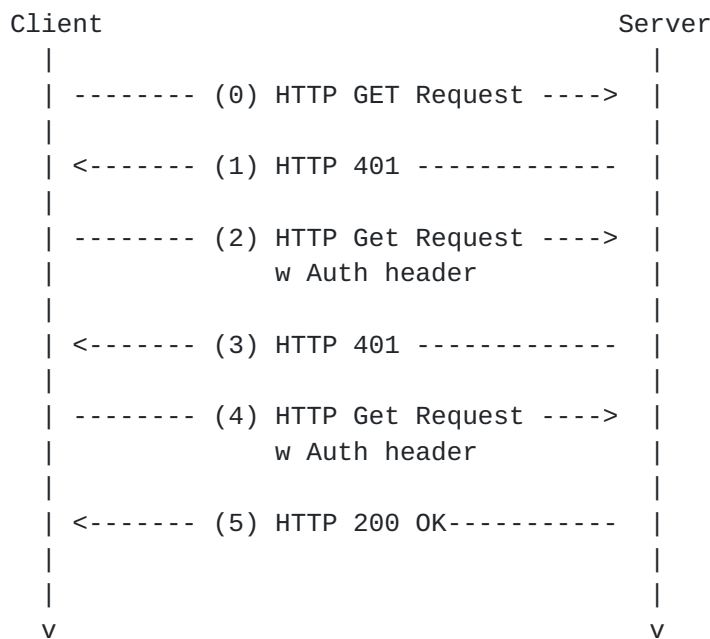 Client Server
| |
| -------- (0) HTTP GET Request ----> |
| |
| <------- (1) HTTP 401 ------------- |
| |
| -------- (2) HTTP Get Request ----> |
| w Auth header |
| |
| <------- (3) HTTP 401 ------------- |
| |
| -------- (4) HTTP Get Request ----> |
| w Auth header |
| |
| <------- (5) HTTP 200 OK----------- |
| |
| |
v v